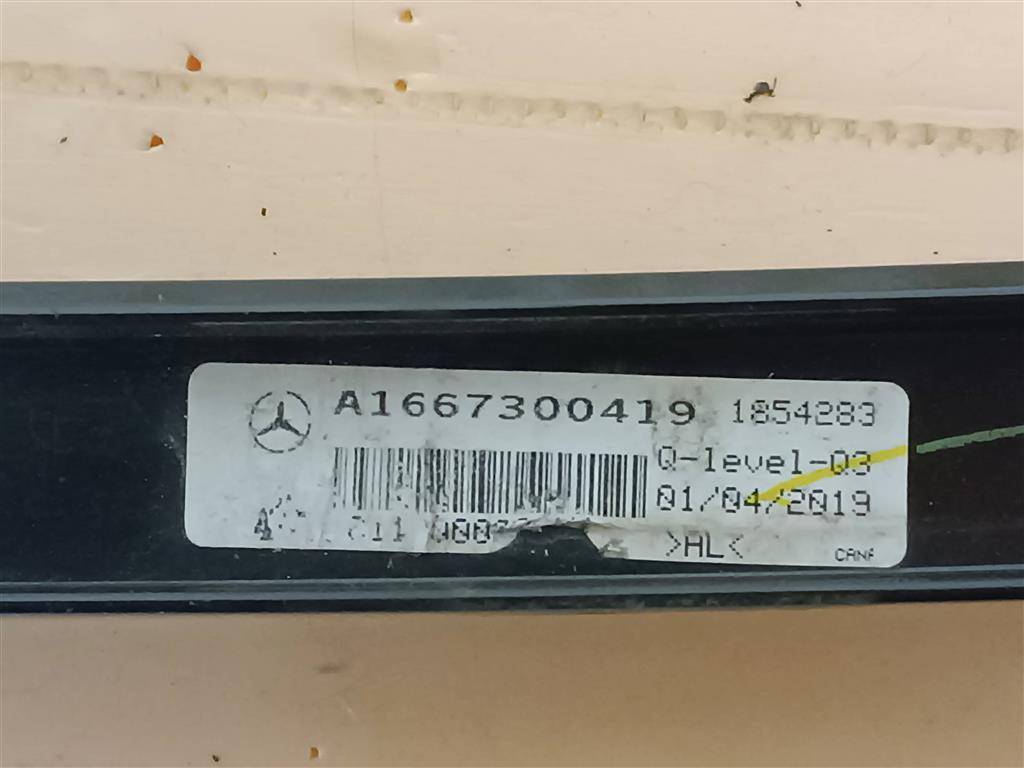 A1667300419 1854283
Q-level-03
01/04/2019
>HL<